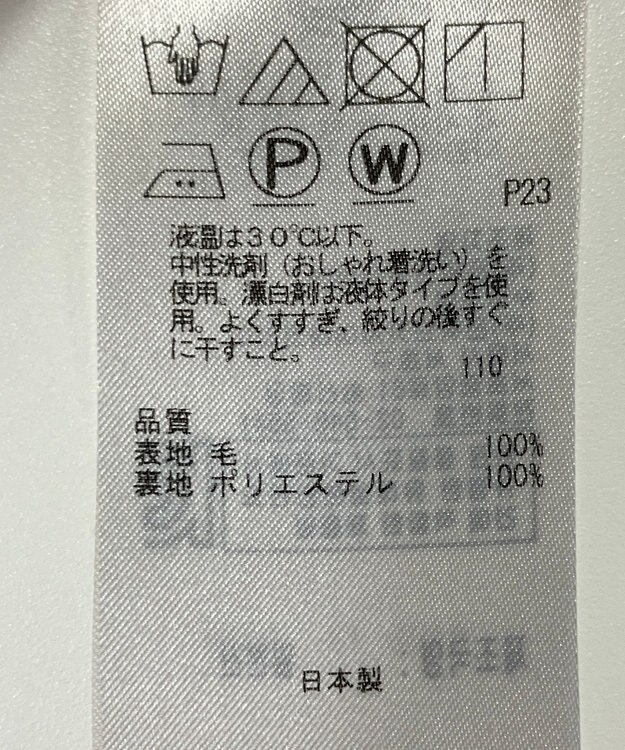 P W
P23
液温は30℃以下。
中性洗剤（おしゃれ着洗い）を
使用。漂白剤は液体タイプを使
用。よくすすぎ、絞りの後すぐ
に干すこと。
110
品質
表地 毛 100%
裏地 ポリエステル 100%
日本製